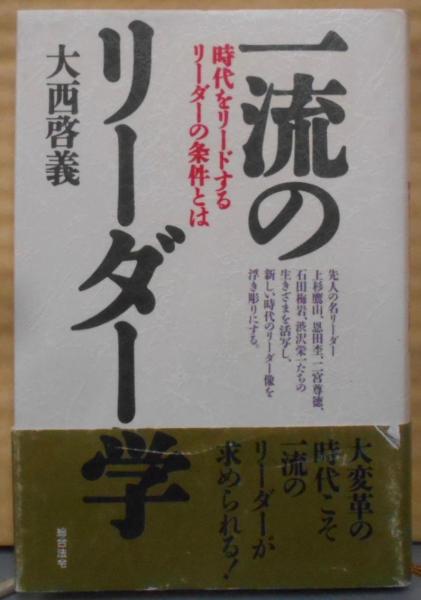 一流の
リーダー学
時代をリードする
リーダーの条件とは
大西啓義
先人の名リーダー
上杉鷹山、恩田杢、二宮尊徳、
石田梅岩、渋沢栄一たちの
生きざまを活写し、
新しい時代のリーダー像を
浮き彫りにする。
大変革の
時代こそ
一流の
リーダーが
求められる!
総合法令